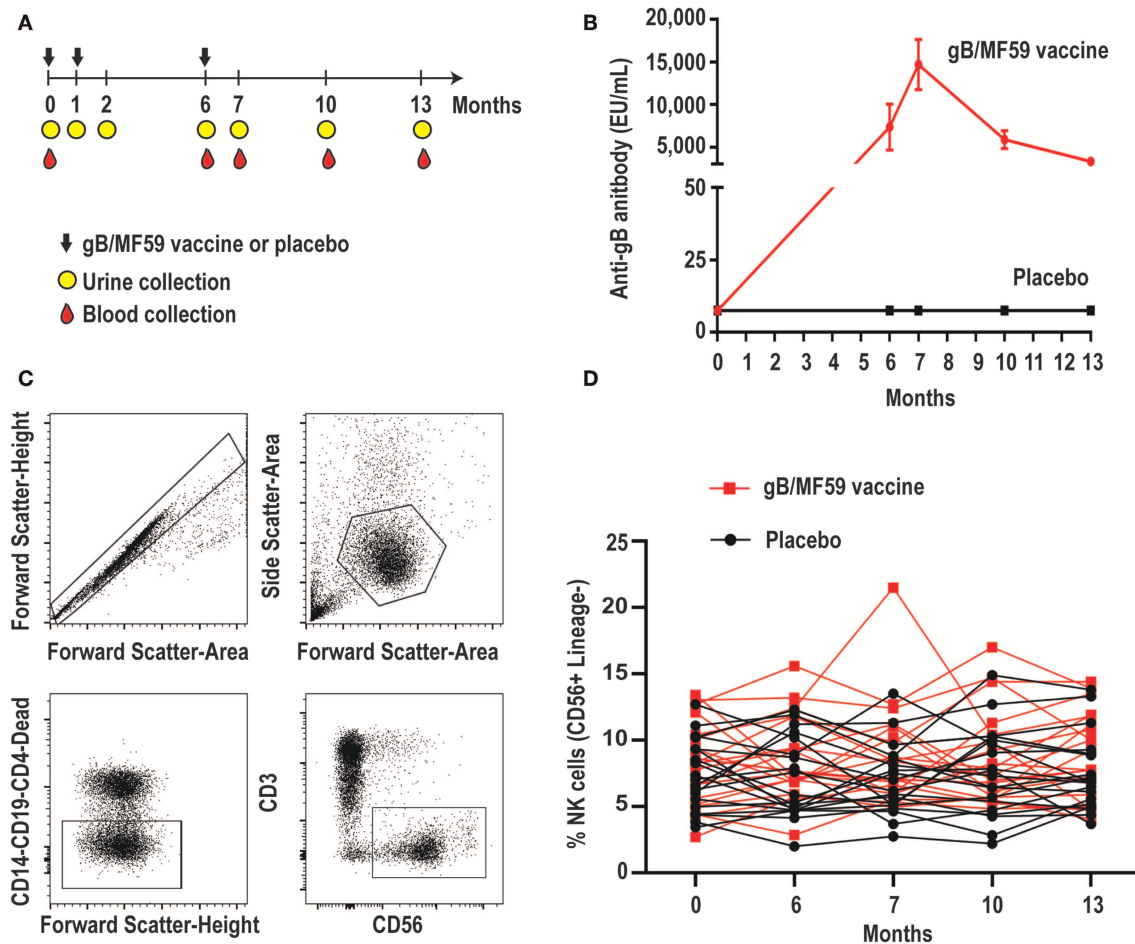 A
0 1 2 6 7 10 13 Months
gB/MF59 vaccine or placebo
Urine collection
Blood collection
B
Anti-gB anitbody (EU/mL)
20,000
15,000
10,000
5,000
50
25
0
gB/MF59 vaccine
Placebo
0 1 2 3 4 5 6 7 8 9 10 11 12 13
Months
C
Forward Scatter-Height
Forward Scatter-Area
Side Scatter-Area
Forward Scatter-Area
CD14-CD19-CD4-Dead
Forward Scatter-Height
CD3
CD56
D
gB/MF59 vaccine
Placebo
% NK cells (CD56+ Lineage-)
25
20
15
10
5
0
0 6 7 10 13
Months